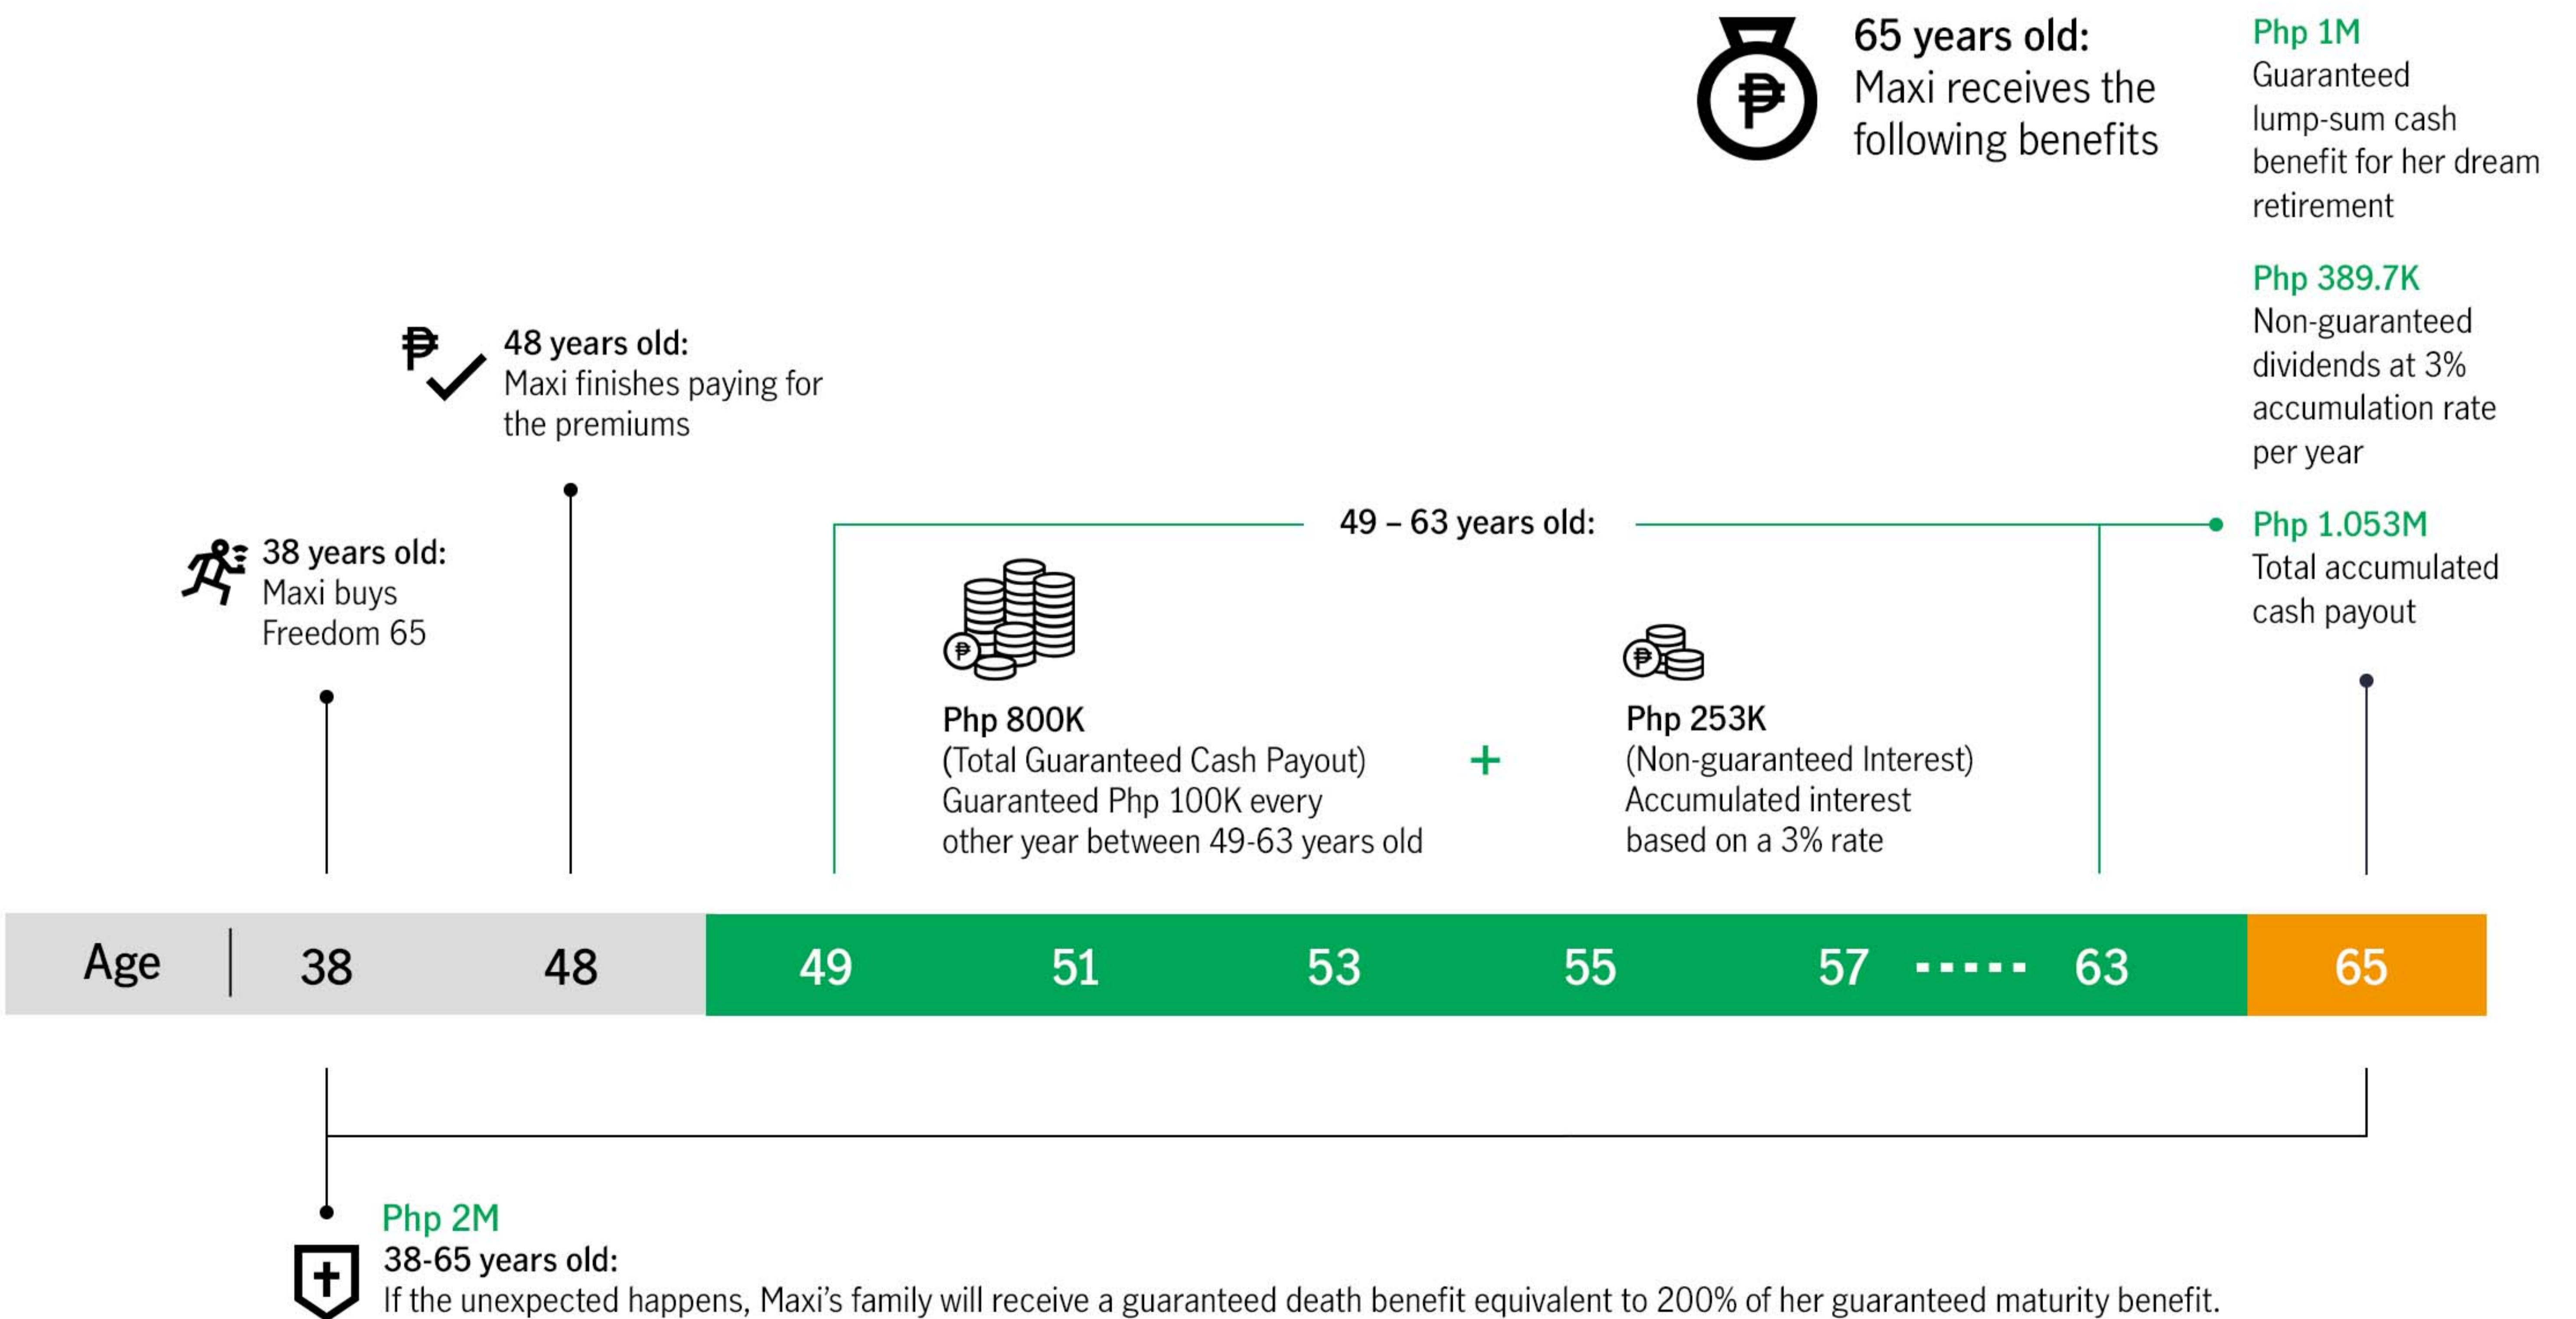 65 years old:
Maxi receives the
following benefits
Php 1M
Guaranteed
lump-sum cash
benefit for her dream
retirement
Php 389.7K
Non-guaranteed
dividends at 3%
accumulation rate
per year
Php 1.053M
Total accumulated
cash payout
48 years old:
Maxi finishes paying for
the premiums
38 years old:
Maxi buys
Freedom 65
49 – 63 years old:
Php 800K
(Total Guaranteed Cash Payout)
Guaranteed Php 100K every
other year between 49-63 years old
+
Php 253K
(Non-guaranteed Interest)
Accumulated interest
based on a 3% rate
Age | 38 48 49 51 53 55 57 ----- 63 65
Php 2M
38-65 years old:
If the unexpected happens, Maxi’s family will receive a guaranteed death benefit equivalent to 200% of her guaranteed maturity benefit.